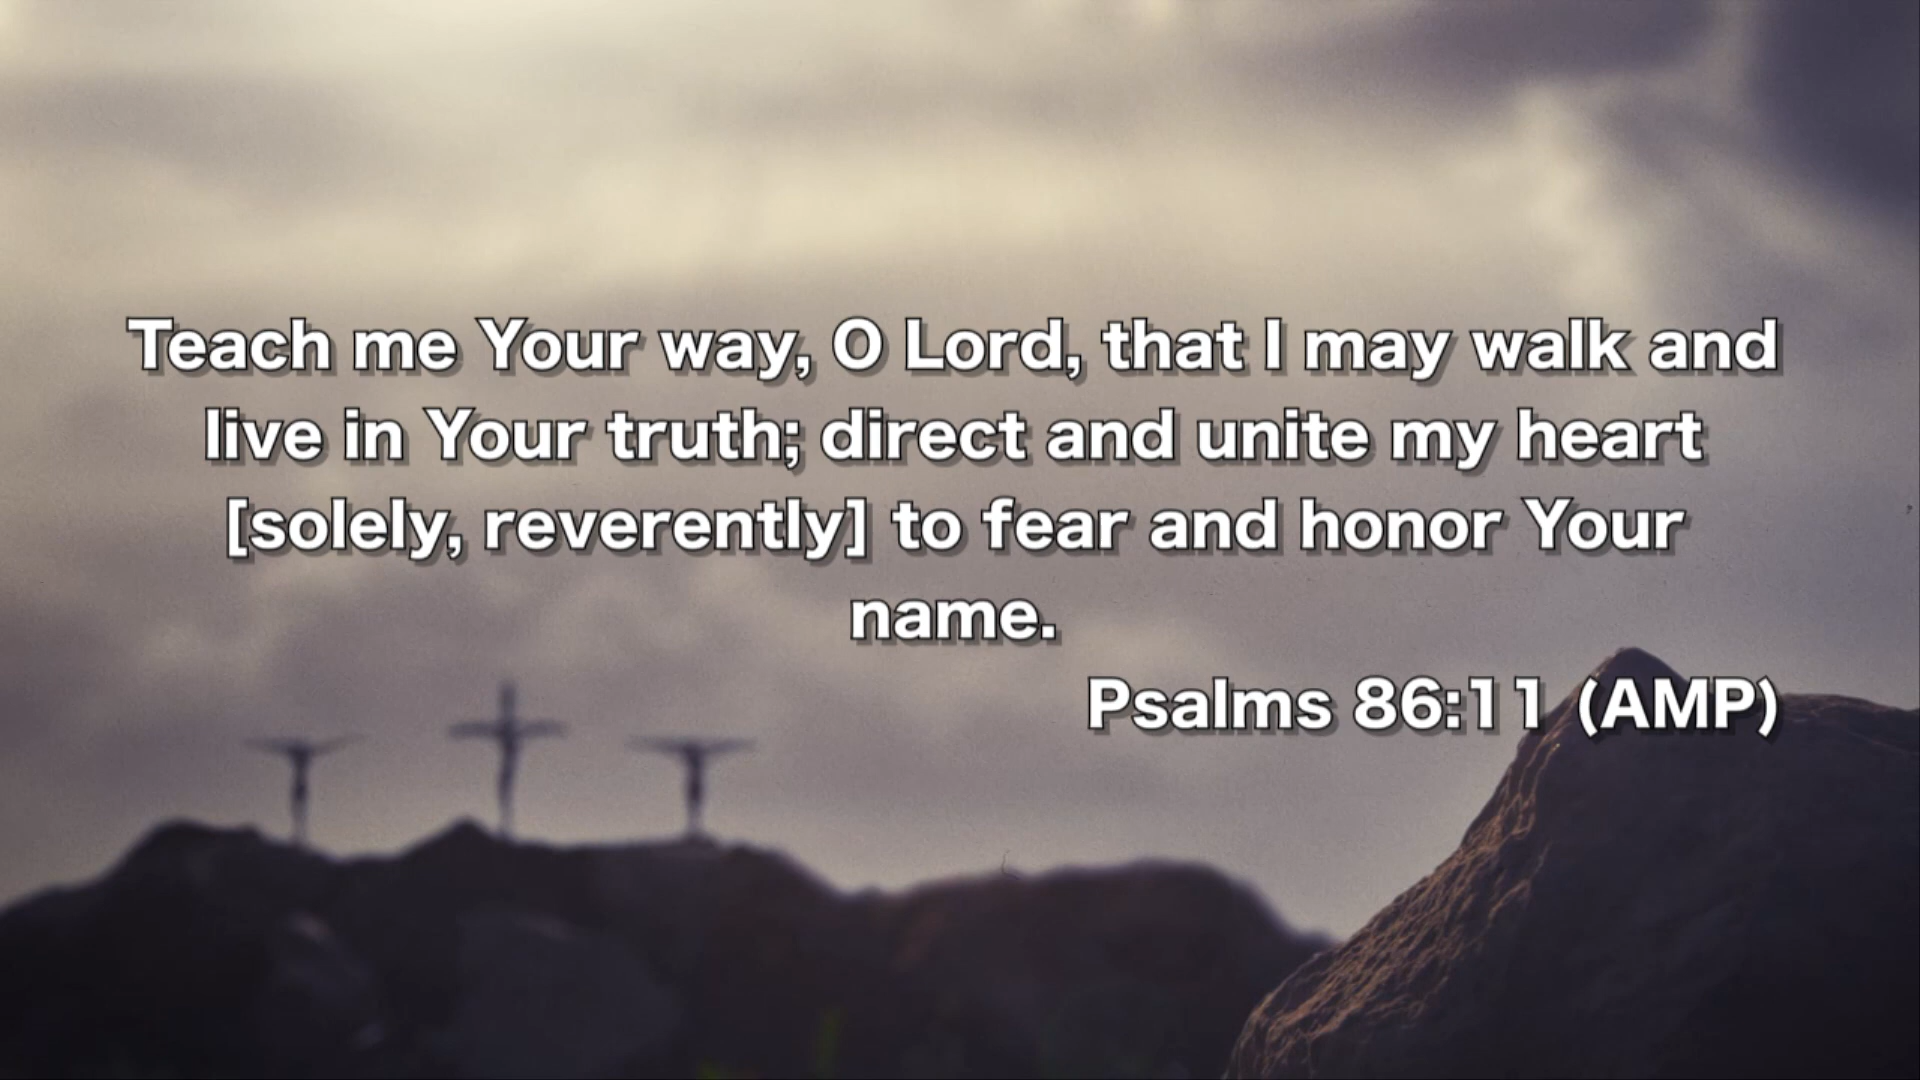 Teach me Your way, O Lord, that I may walk and
live in Your truth; direct and unite my heart
[solely, reverently] to fear and honor Your
name.
Psalms 86:11 (AMP)